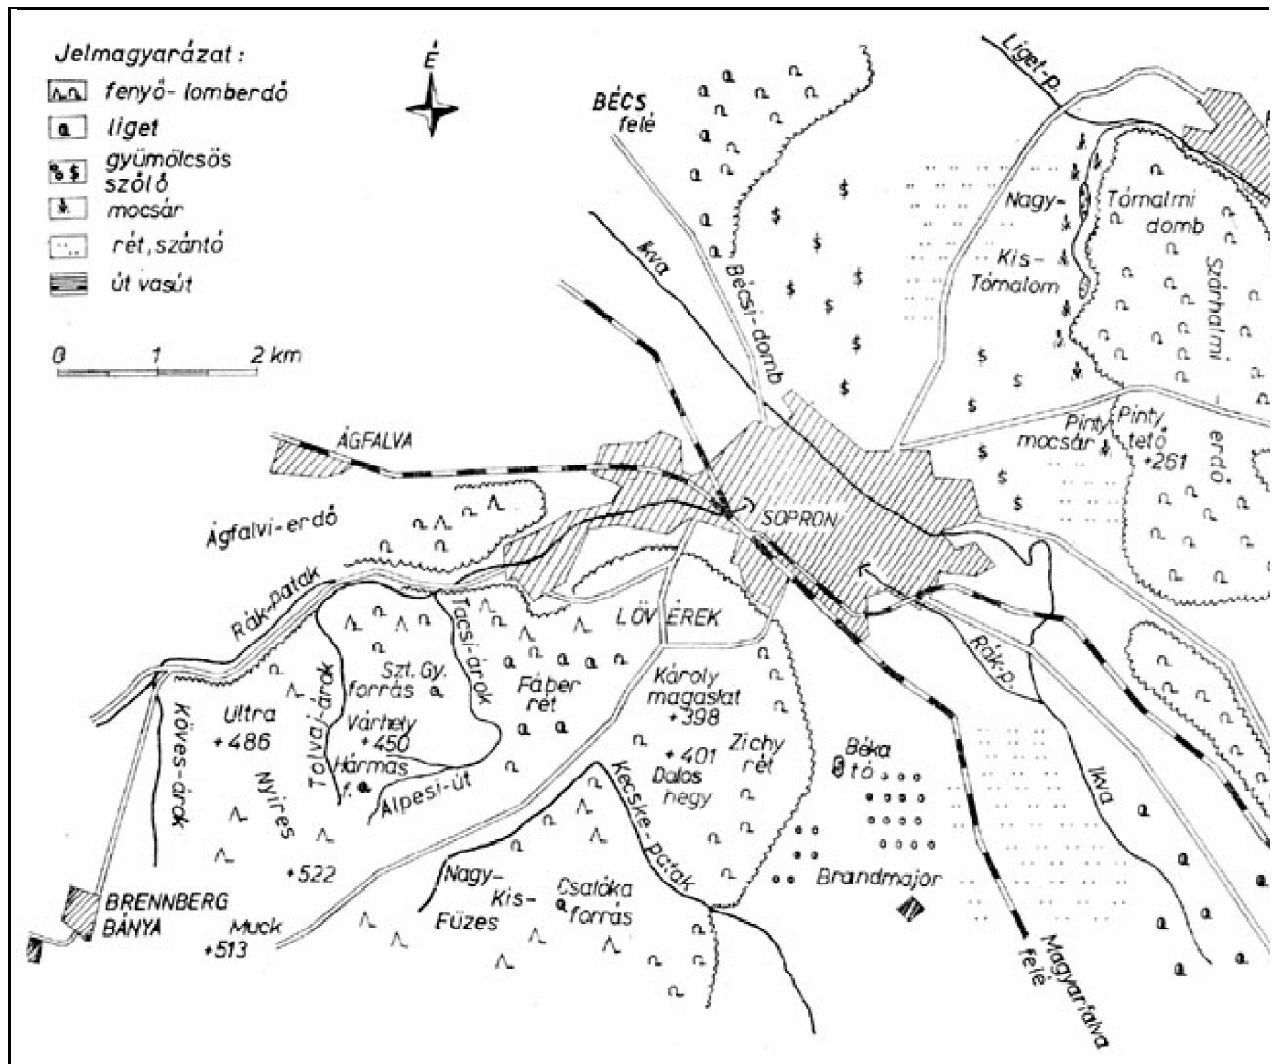 Jelmagyarázat:
fenyő-lomberdő
liget
gyümölcsös
szőlő
mocsár
rét, szántó
út vasút
0 1 2 km
É
BÉCS
felé
Liget-p.
Nagy-
Tómalmi
domb
Kis-
Tómalom
Szárhalmi
-
erdő
Ikva
Bécsi-domb
ÁGFALVA
Pinty
mocsár
Pinty
tető
+261
SOPRON
Ágfalvi-erdő
Rák-patak
Tacsi-árok
LŐVÉREK
Rák-p.
Szt. Gy.
forrás
Fáber
rét
Károly
magaslat
+398
Ultra
+486
Tolvaj-árok
Várhely
+450
Hármas
f.
Alpesi-út
Köves-árok
Nyíres
+401
Dalos
hegy
Zichy
rét
Béka
tó
Ikva
Kecske-patak
+522
BRENNBERG
BÁNYA
Muck
+513
Nagy-
Kis-
Füzes
Csalóka
forrás
Brandmajor
Magyarfalva
felé